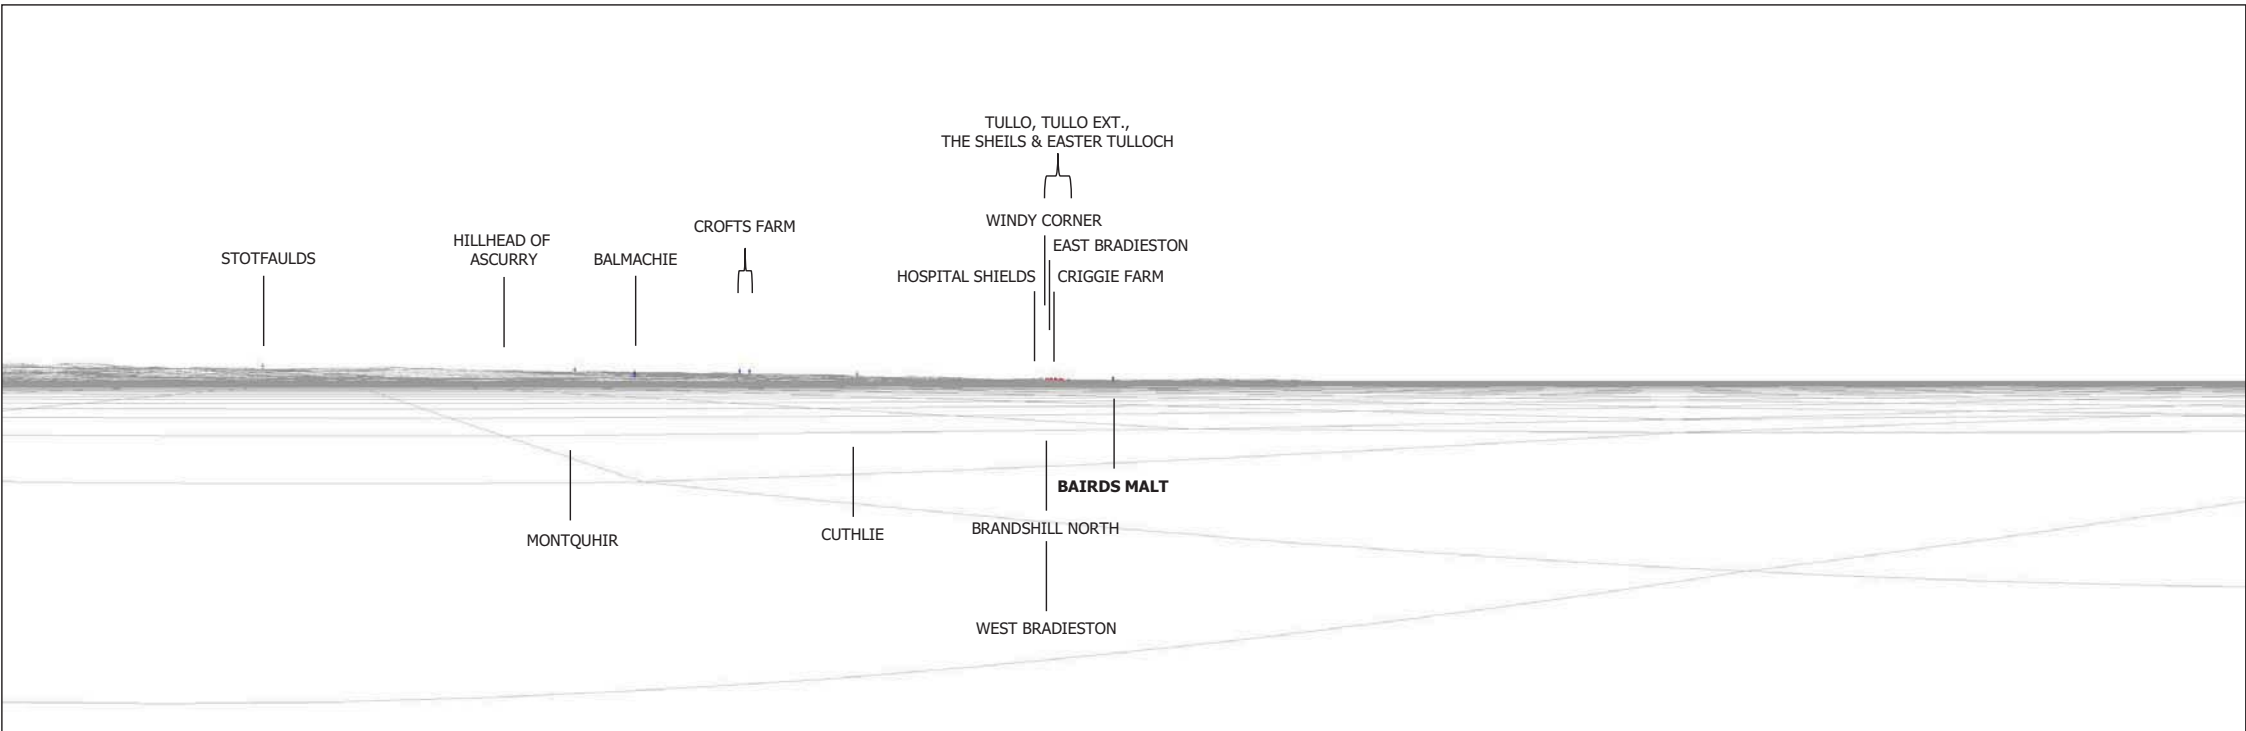 TULLO, TULLO EXT.,
THE SHEILS & EASTER TULLOCH
WINDY CORNER
CROFTS FARM
HILLHEAD OF
ASCURRY
EAST BRADIESTON
STOTFAULDS
BALMACHIE
HOSPITAL SHIELDS
CRIGGIE FARM
BAIRDS MALT
MONTQUHIR
CUTHLIE
BRANDSHILL NORTH
WEST BRADIESTON